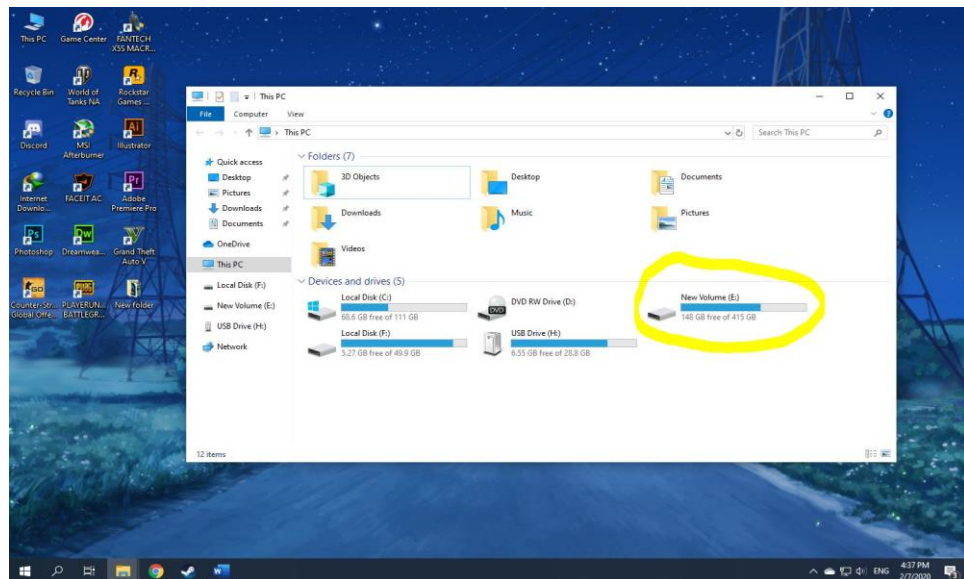 This PC
Game Center
FANTECH
X5S MACR...
Recycle Bin
World of
Tanks NA
Rockstar
Games ...
Discord
MSI
Afterburner
Illustrator
Internet
Downlo...
FACEIT AC
Adobe
Premiere Pro
Photoshop
Dreamwea...
Grand Theft
Auto V
Counter-Str...
Global Offe...
PLAYERUN...
BATTLEGR...
New folder
This PC
File
Computer
View
This PC
Search This PC
Quick access
Desktop
Pictures
Downloads
Documents
OneDrive
This PC
Local Disk (F:)
New Volume (E:)
USB Drive (H:)
Network
Folders (7)
3D Objects
Desktop
Documents
Downloads
Music
Pictures
Videos
Devices and drives (5)
Local Disk (C:)
68.6 GB free of 111 GB
DVD RW Drive (D:)
New Volume (E:)
148 GB free of 415 GB
Local Disk (F:)
5.27 GB free of 49.9 GB
USB Drive (H:)
6.55 GB free of 28.8 GB
12 items
ENG
4:37 PM
2/7/2020